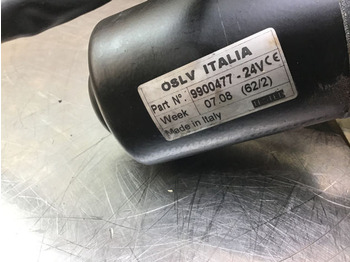 OSLV ITALIA
Part N° 9900477 - 24V CE
Week 07.08 (62/2)
Made in Italy